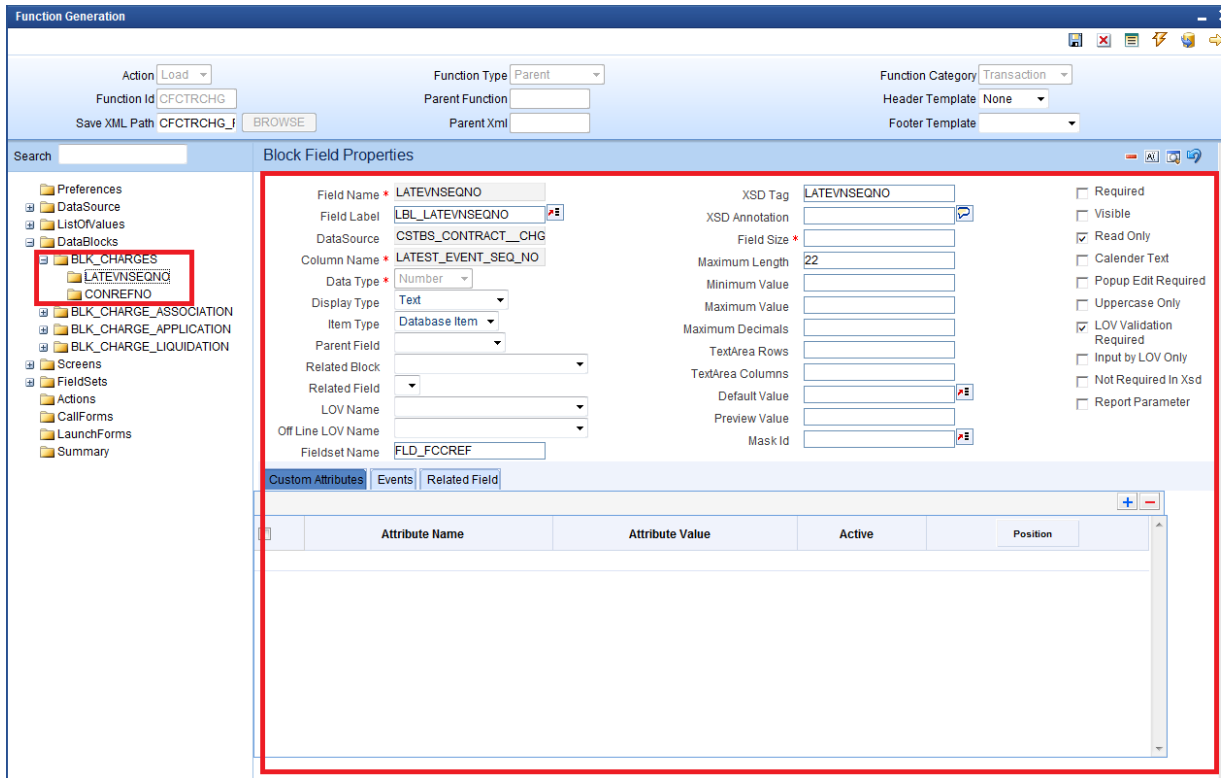 Function Generation
Action Load
Function Type Parent
Function Category Transaction
Function Id CFCTRCHG
Parent Function
Header Template None
Save XML Path CFCTRCHG_
BROWSE
Parent Xml
Footer Template
Search
Block Field Properties
Preferences
DataSource
ListOfValues
DataBlocks
BLK_CHARGES
LATEVNSEQNO
CONREFNO
BLK_CHARGE_ASSOCIATION
BLK_CHARGE_APPLICATION
BLK_CHARGE_LIQUIDATION
Screens
FieldSets
Actions
CallForms
LaunchForms
Summary
Field Name * LATEVNSEQNO
Field Label LBL_LATEVNSEQNO
DataSource CSTBS_CONTRACT__CHG
Column Name * LATEST_EVENT_SEQ_NO
Data Type * Number
Display Type Text
Item Type Database Item
Parent Field
Related Block
Related Field
LOV Name
Off Line LOV Name
Fieldset Name FLD_FCCREF
XSD Tag LATEVNSEQNO
XSD Annotation
Field Size *
Maximum Length 22
Minimum Value
Maximum Value
Maximum Decimals
TextArea Rows
TextArea Columns
Default Value
Preview Value
Mask Id
Required
Visible
Read Only
Calender Text
Popup Edit Required
Uppercase Only
LOV Validation
Required
Input by LOV Only
Not Required In Xsd
Report Parameter
Custom Attributes Events Related Field
Attribute Name Attribute Value Active Position